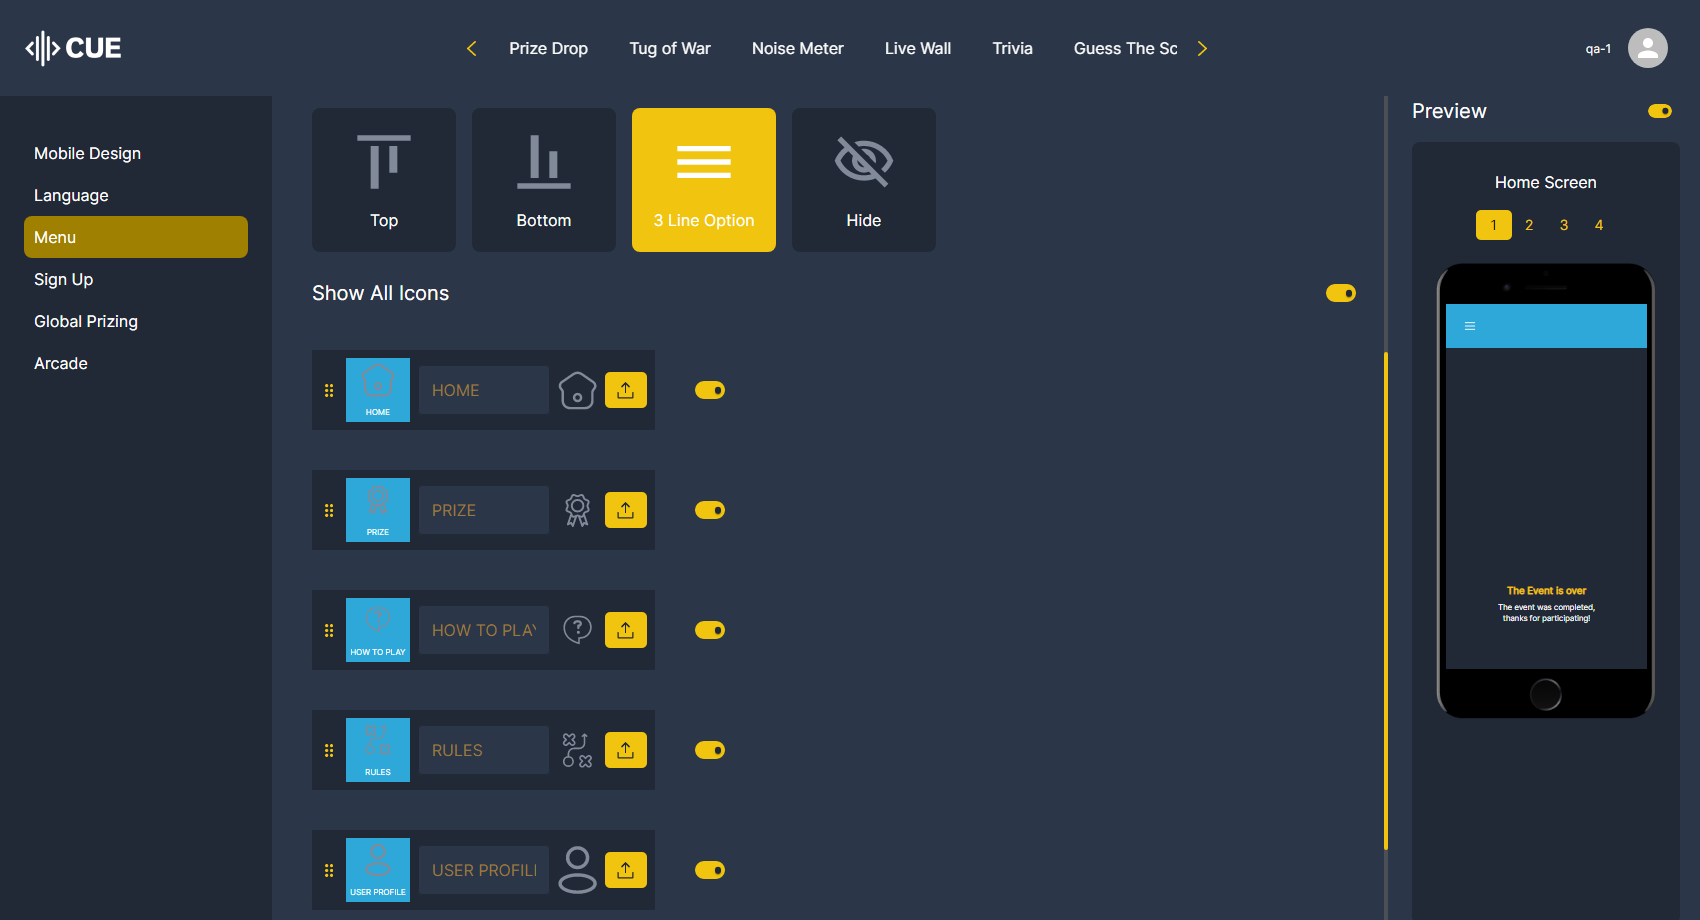 CUE
Prize Drop
Tug of War
Noise Meter
Live Wall
Trivia
Guess The Sc
qa-1
Mobile Design
Language
Menu
Sign Up
Global Prizing
Arcade
Top
Bottom
3 Line Option
Hide
Show All Icons
HOME
HOME
PRIZE
PRIZE
HOW TO PLAY
HOW TO PLAY
RULES
RULES
USER PROFILE
USER PROFIL
Preview
Home Screen
1 2 3 4
The Event is over
The event was completed,
thanks for participating!